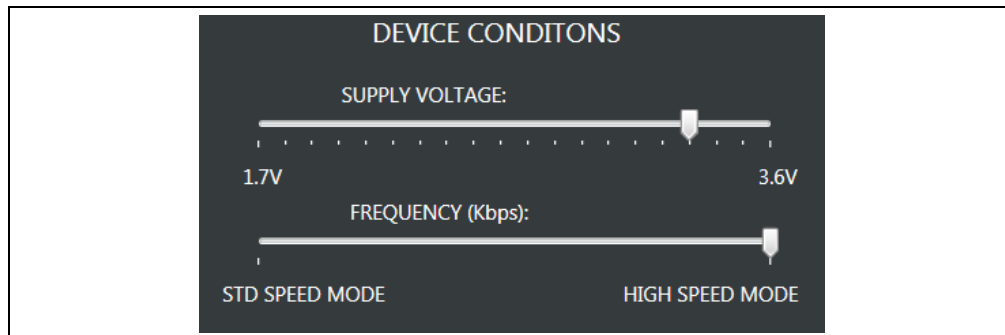 DEVICE CONDITONS
SUPPLY VOLTAGE:
1.7V 3.6V
FREQUENCY (Kbps):
STD SPEED MODE HIGH SPEED MODE